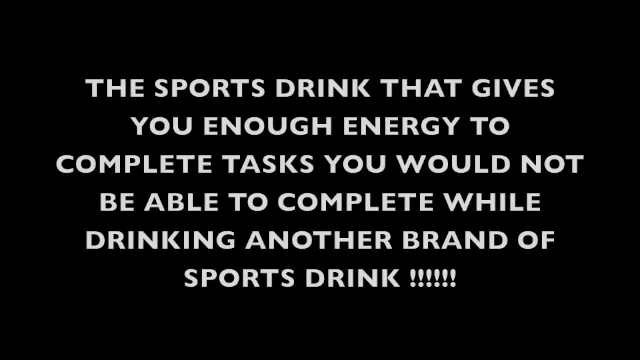 THE SPORTS DRINK THAT GIVES
YOU ENOUGH ENERGY TO
COMPLETE TASKS YOU WOULD NOT
BE ABLE TO COMPLETE WHILE
DRINKING ANOTHER BRAND OF
SPORTS DRINK !!!!!!